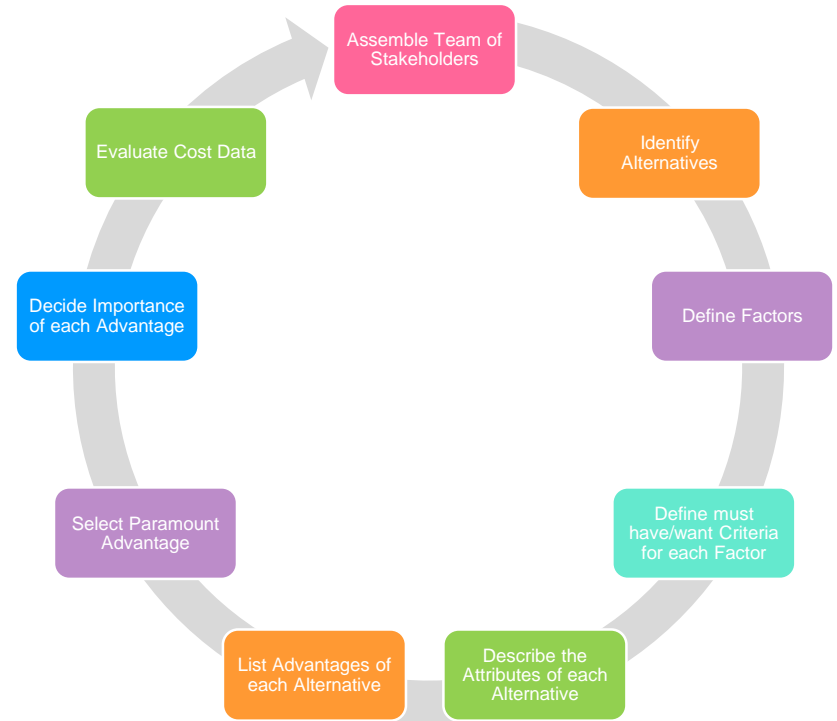 Assemble Team of
Stakeholders
Identify
Alternatives
Define Factors
Define must
have/want Criteria
for each Factor
Describe the
Attributes of each
Alternative
List Advantages of
each Alternative
Select Paramount
Advantage
Decide Importance
of each Advantage
Evaluate Cost Data